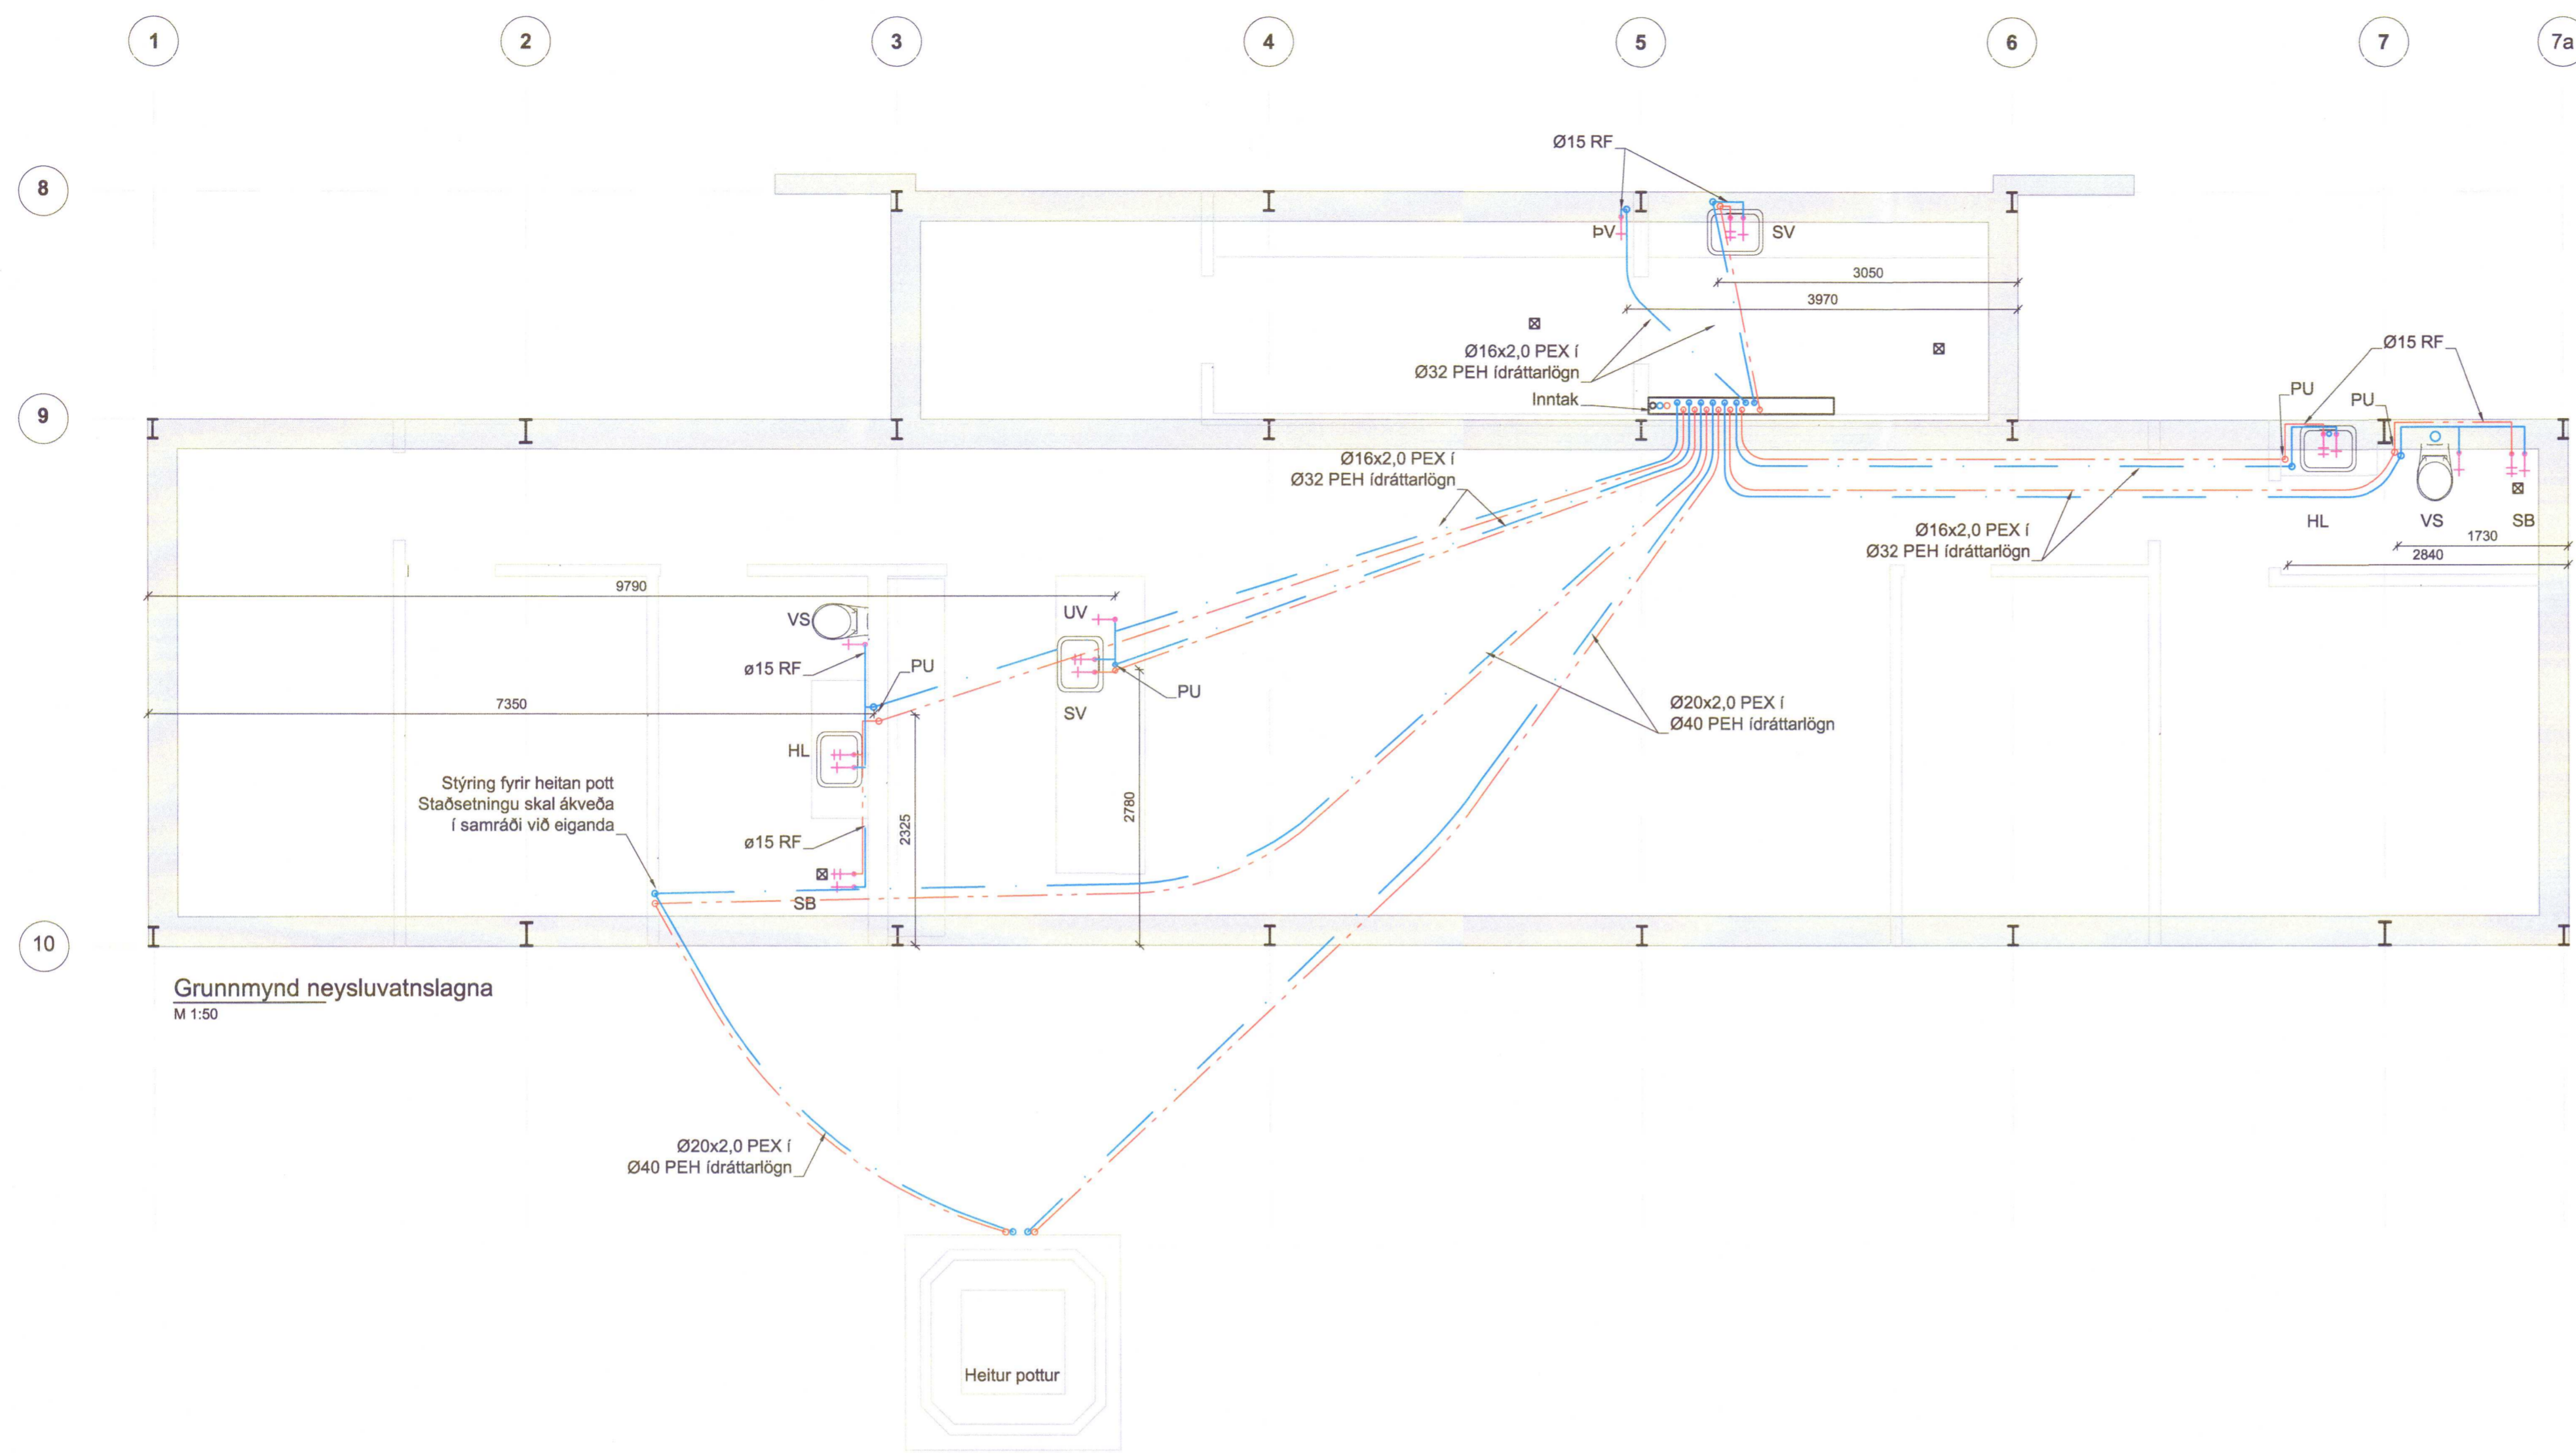 1
2
3
4
5
6
7
7a
8
9
10
Ø15 RF
ÞV
SV
3050
3970
Ø16x2,0 PEX í
Ø32 PEH ídráttarlögn
Inntak
Ø15 RF
PU
PU
Ø16x2,0 PEX í
Ø32 PEH ídráttarlögn
HL
VS
SB
Ø16x2,0 PEX í
Ø32 PEH ídráttarlögn
1730
2840
9790
VS
UV
ø15 RF
PU
PU
7350
SV
Ø20x2,0 PEX í
Ø40 PEH ídráttarlögn
HL
Stýring fyrir heitan pott
Staðsetningu skal ákveða
í samráði við eiganda
2325
2780
ø15 RF
SB
Grunnmynd neysluvatnslagna
M 1:50
Ø20x2,0 PEX í
Ø40 PEH ídráttarlögn
Heitur pottur